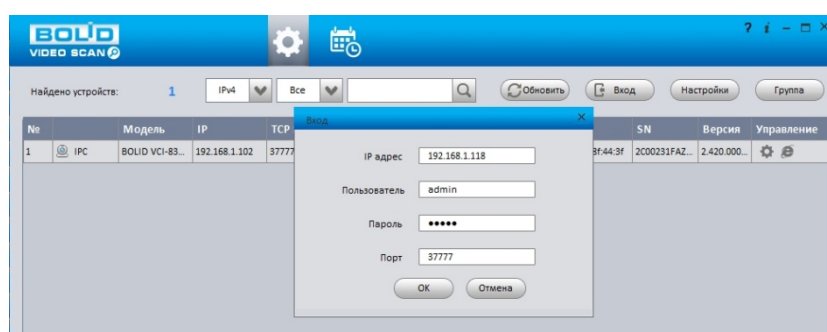 BOLID
VIDEO SCAN
? i
Найдено устройств: 1 IPv4 Все Обновить Вход Настройки Группа
№ Модель IP TCP SN Версия Управление
1 IPC BOLID VCI-83... 192.168.1.102 37777 3f:44:3f 2C00231FAZ... 2.420.000...
Вход
IP адрес 192.168.1.118
Пользователь admin
Пароль •••••
Порт 37777
OK Отмена